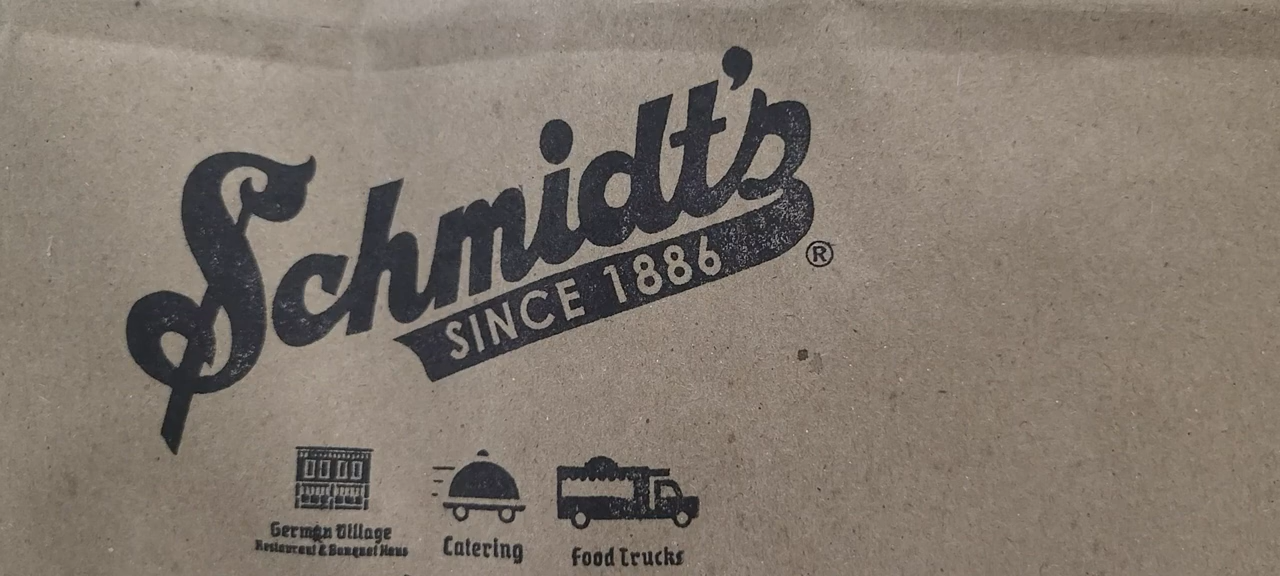 Schmidt's
SINCE 1886
®
German Village
Restaurant & Banquet Haus
Catering
Food Trucks